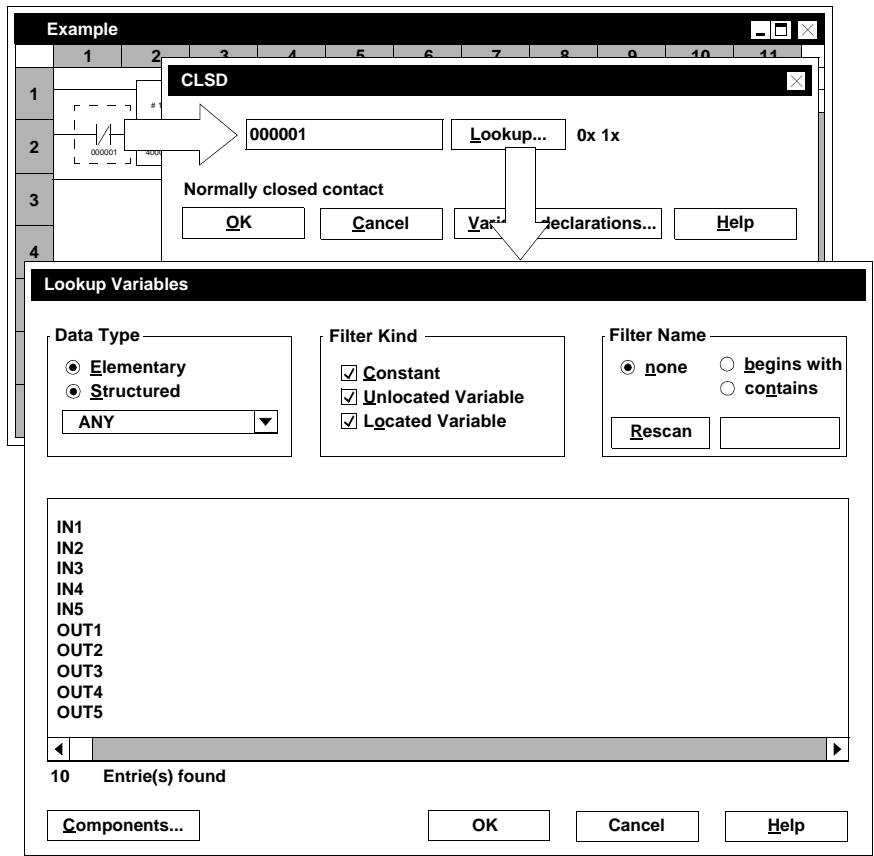 Example
1 2 3 4 5 6 7 8 9 10 11
CLSD
1
# 1
000001
Lookup...
0x 1x
2
000001
Normally closed contact
3
OK
Cancel
declarations...
Help
4
Lookup Variables
Data Type
Elementary
Structured
ANY
Filter Kind
Constant
Unlocated Variable
Located Variable
Filter Name
none
begins with
contains
Rescan
IN1
IN2
IN3
IN4
IN5
OUT1
OUT2
OUT3
OUT4
OUT5
10 Entrie(s) found
Components...
OK
Cancel
Help